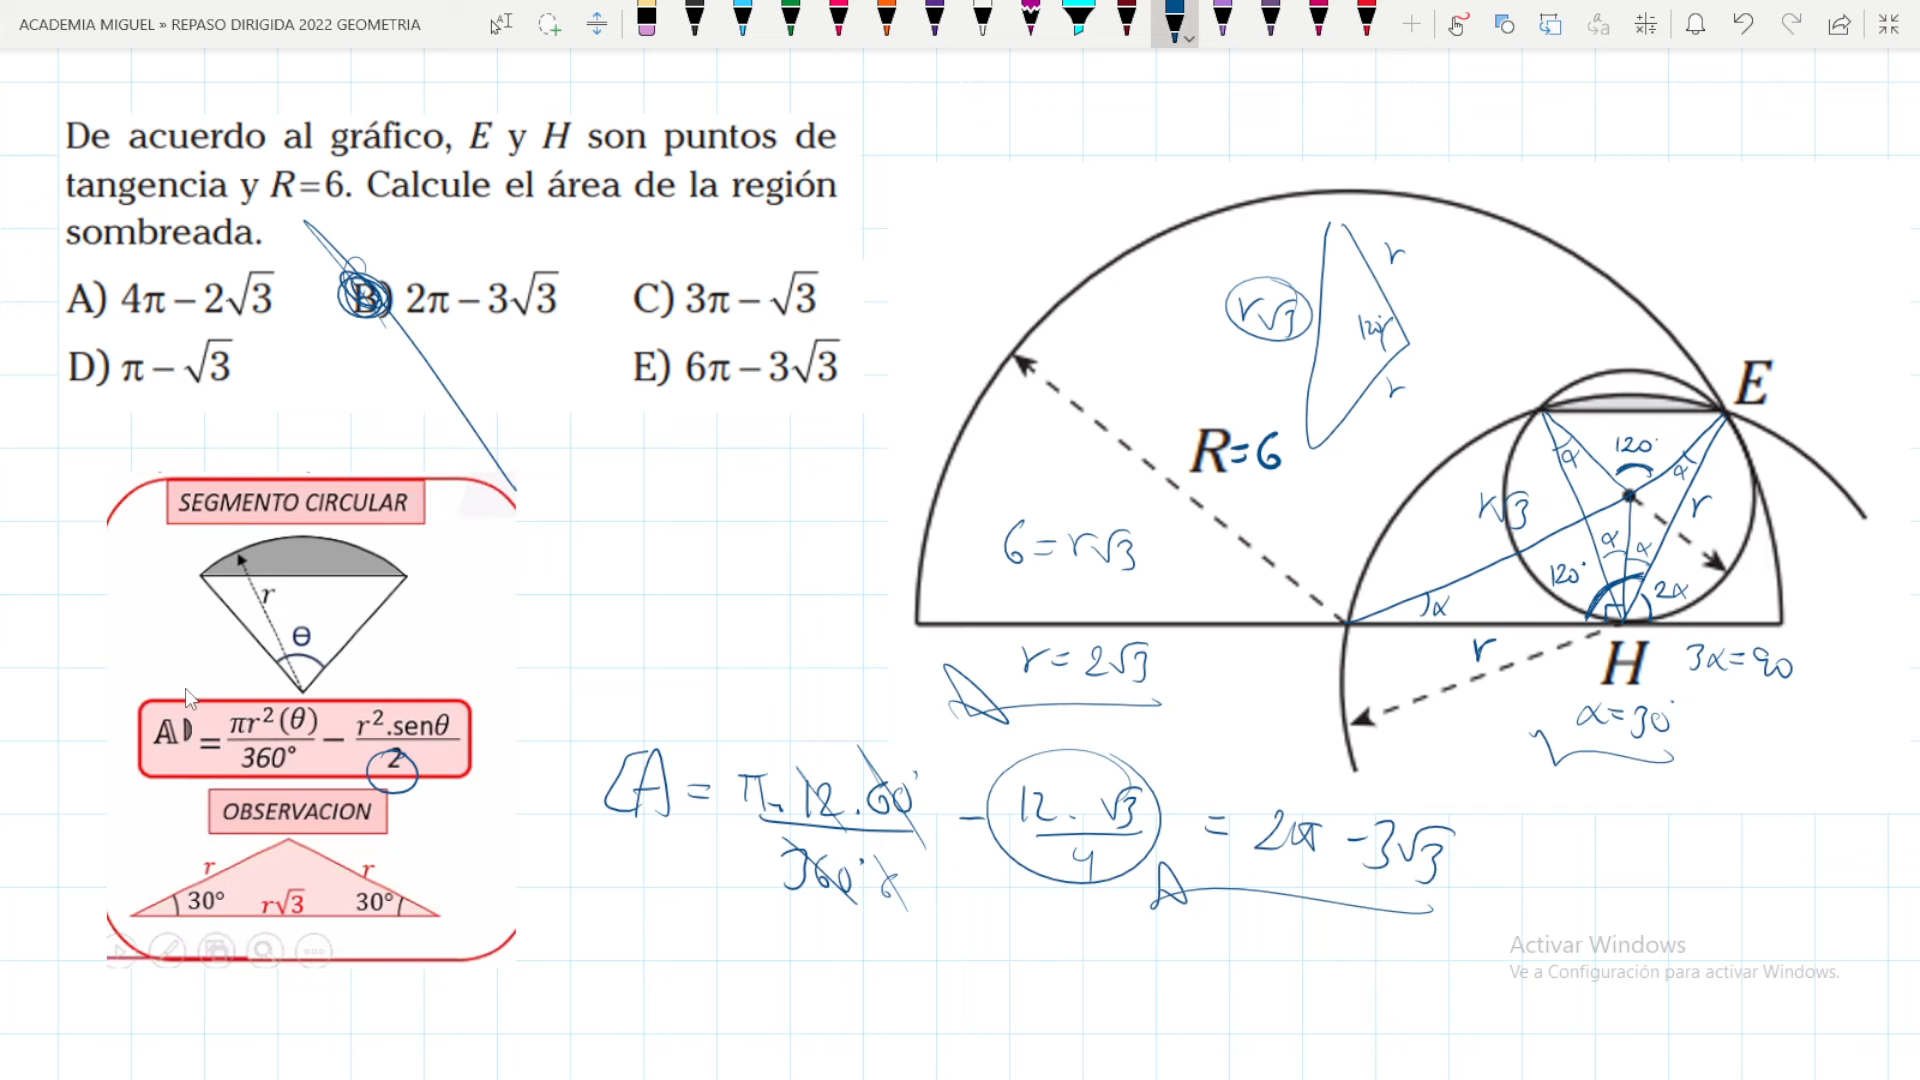 ACADEMIA MIGUEL » REPASO DIRIGIDA 2022 GEOMETRIA
De acuerdo al gráfico, E y H son puntos de
tangencia y R=6. Calcule el área de la región
sombreada.
A) 4π – 2√3 B) 2π – 3√3 C) 3π – √3
D) π – √3 E) 6π – 3√3
SEGMENTO CIRCULAR
r
θ
A = πr²(θ)/360° – r².senθ/2
OBSERVACION
r r
30° r√3 30°
r
r√3
120°
r
E
R=6
120°
α α
r√3 r
6=r√3
α α
120°
2α
α
r
H
3x=90
r=2√3
α=30°
A = π.12.60°/360° 6 – 12.√3/4 = 2π – 3√3
Activar Windows
Ve a Configuración para activar Windows.